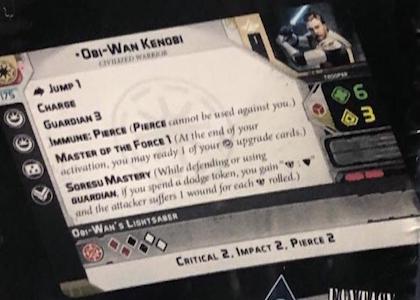 •Obi-Wan Kenobi
Civilized Warrior
175
1
Trooper
Jump 1
Charge
Guardian 3
Immune: Pierce (Pierce cannot be used against you.)
6
3
Master of the Force 1 (At the end of your
activation, you may ready 1 of your upgrade cards.)
Soresu Mastery (While defending or using
Guardian, if you spend a dodge token, you gain " : "
and the attacker suffers 1 wound for each rolled.)
Obi-Wan's Lightsaber
Critical 2, Impact 2, Pierce 2